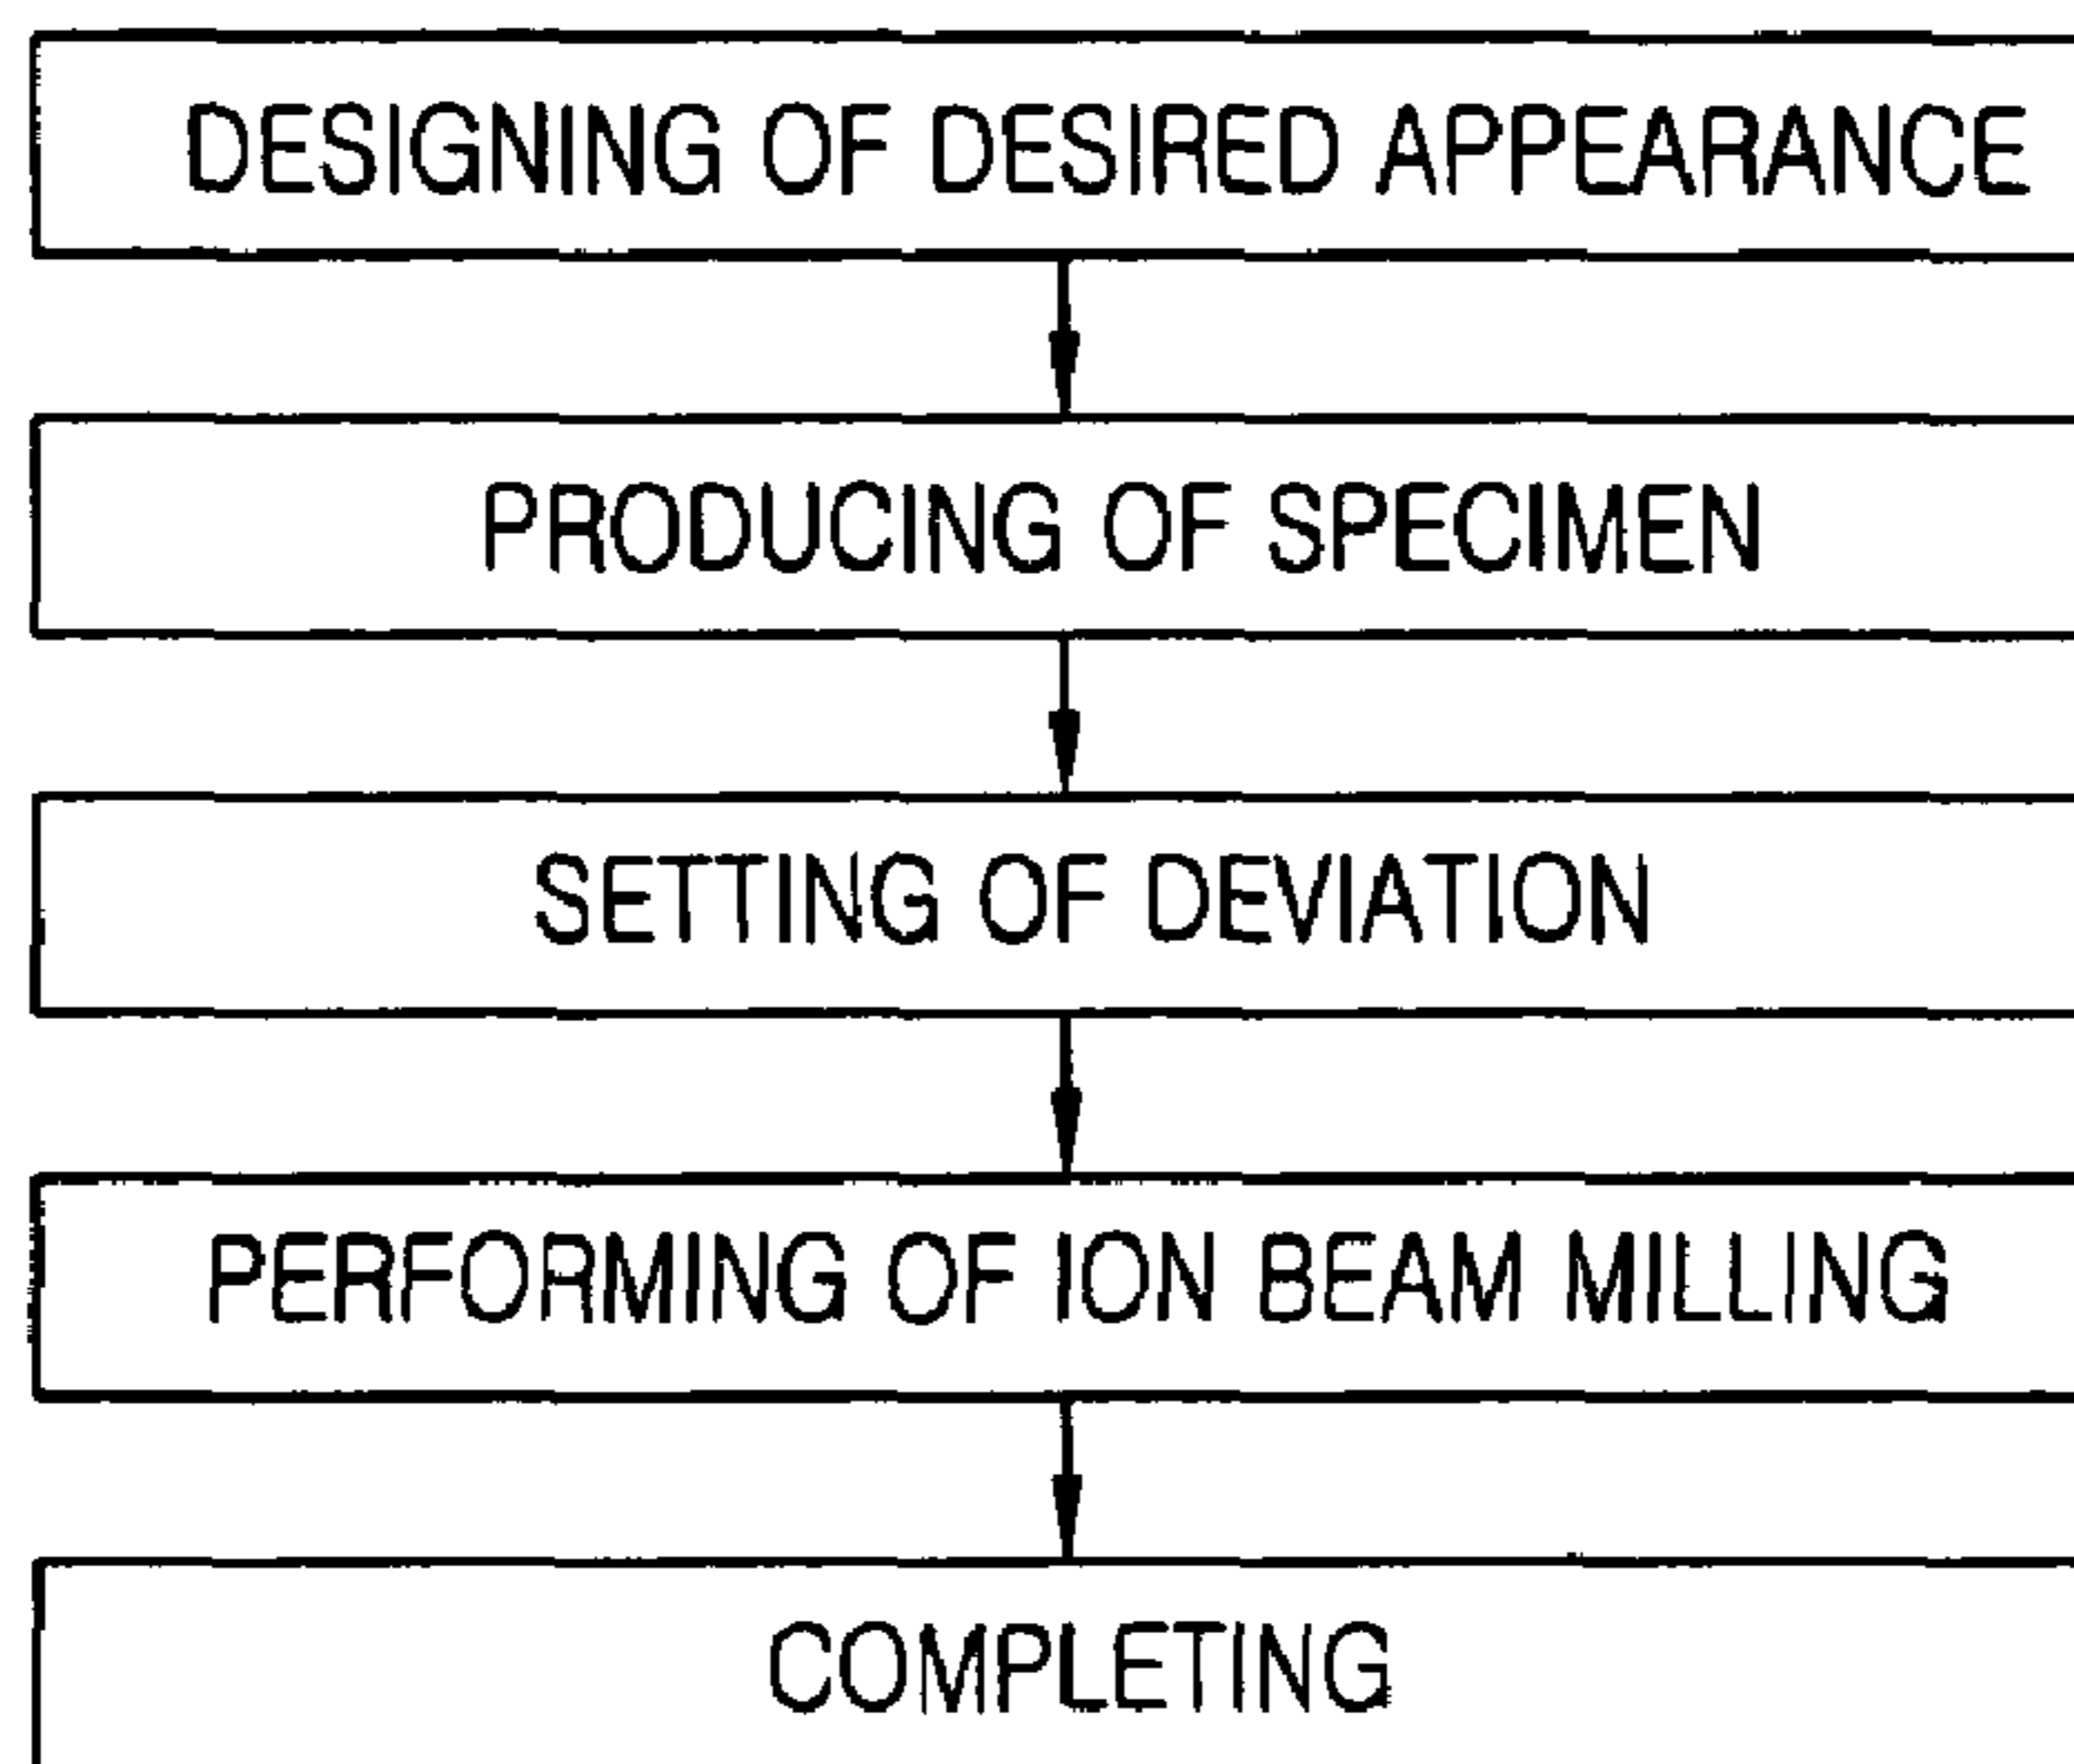 DESIGNING OF DESIRED APPEARANCE
PRODUCING OF SPECIMEN
SETTING OF DEVIATION
PERFORMING OF ION BEAM MILLING
COMPLETING